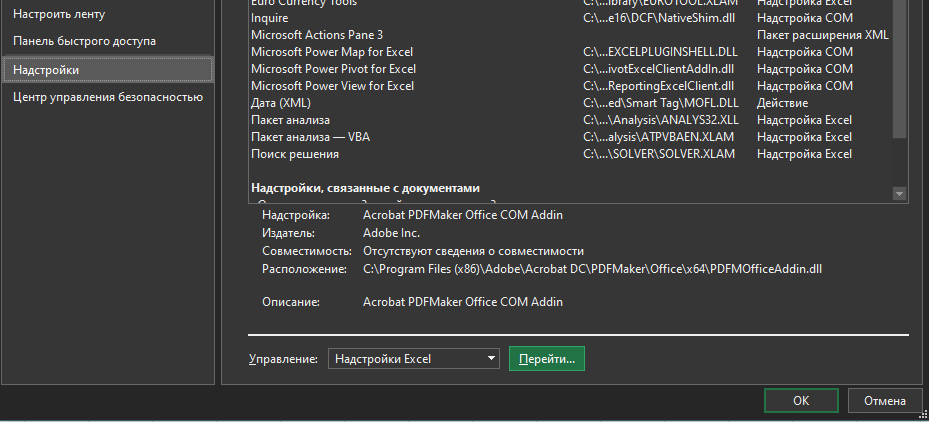 Настроить ленту
Панель быстрого доступа
Надстройки
Центр управления безопасностью
Euro Currency Tools C:\...ibrary\EUROTOOL.XLAM Надстройка Excel
Inquire C:\...e16\DCF\NativeShim.dll Надстройка COM
Microsoft Actions Pane 3 Пакет расширения XML
Microsoft Power Map for Excel C:\...EXCELPLUGINSHELL.DLL Надстройка COM
Microsoft Power Pivot for Excel C:\...ivotExcelClientAddIn.dll Надстройка COM
Microsoft Power View for Excel C:\...ReportingExcelClient.dll Надстройка COM
Дата (XML) C:\...ed\Smart Tag\MOFL.DLL Действие
Пакет анализа C:\...\Analysis\ANALYS32.XLL Надстройка Excel
Пакет анализа — VBA C:\...alysis\ATPVBAEN.XLAM Надстройка Excel
Поиск решения C:\...\SOLVER\SOLVER.XLAM Надстройка Excel
Надстройки, связанные с документами
Надстройка: Acrobat PDFMaker Office COM Addin
Издатель: Adobe Inc.
Совместимость: Отсутствуют сведения о совместимости
Расположение: C:\Program Files (x86)\Adobe\Acrobat DC\PDFMaker\Office\x64\PDFMOfficeAddin.dll
Описание: Acrobat PDFMaker Office COM Addin
Управление: Надстройки Excel Перейти...
ОК Отмена